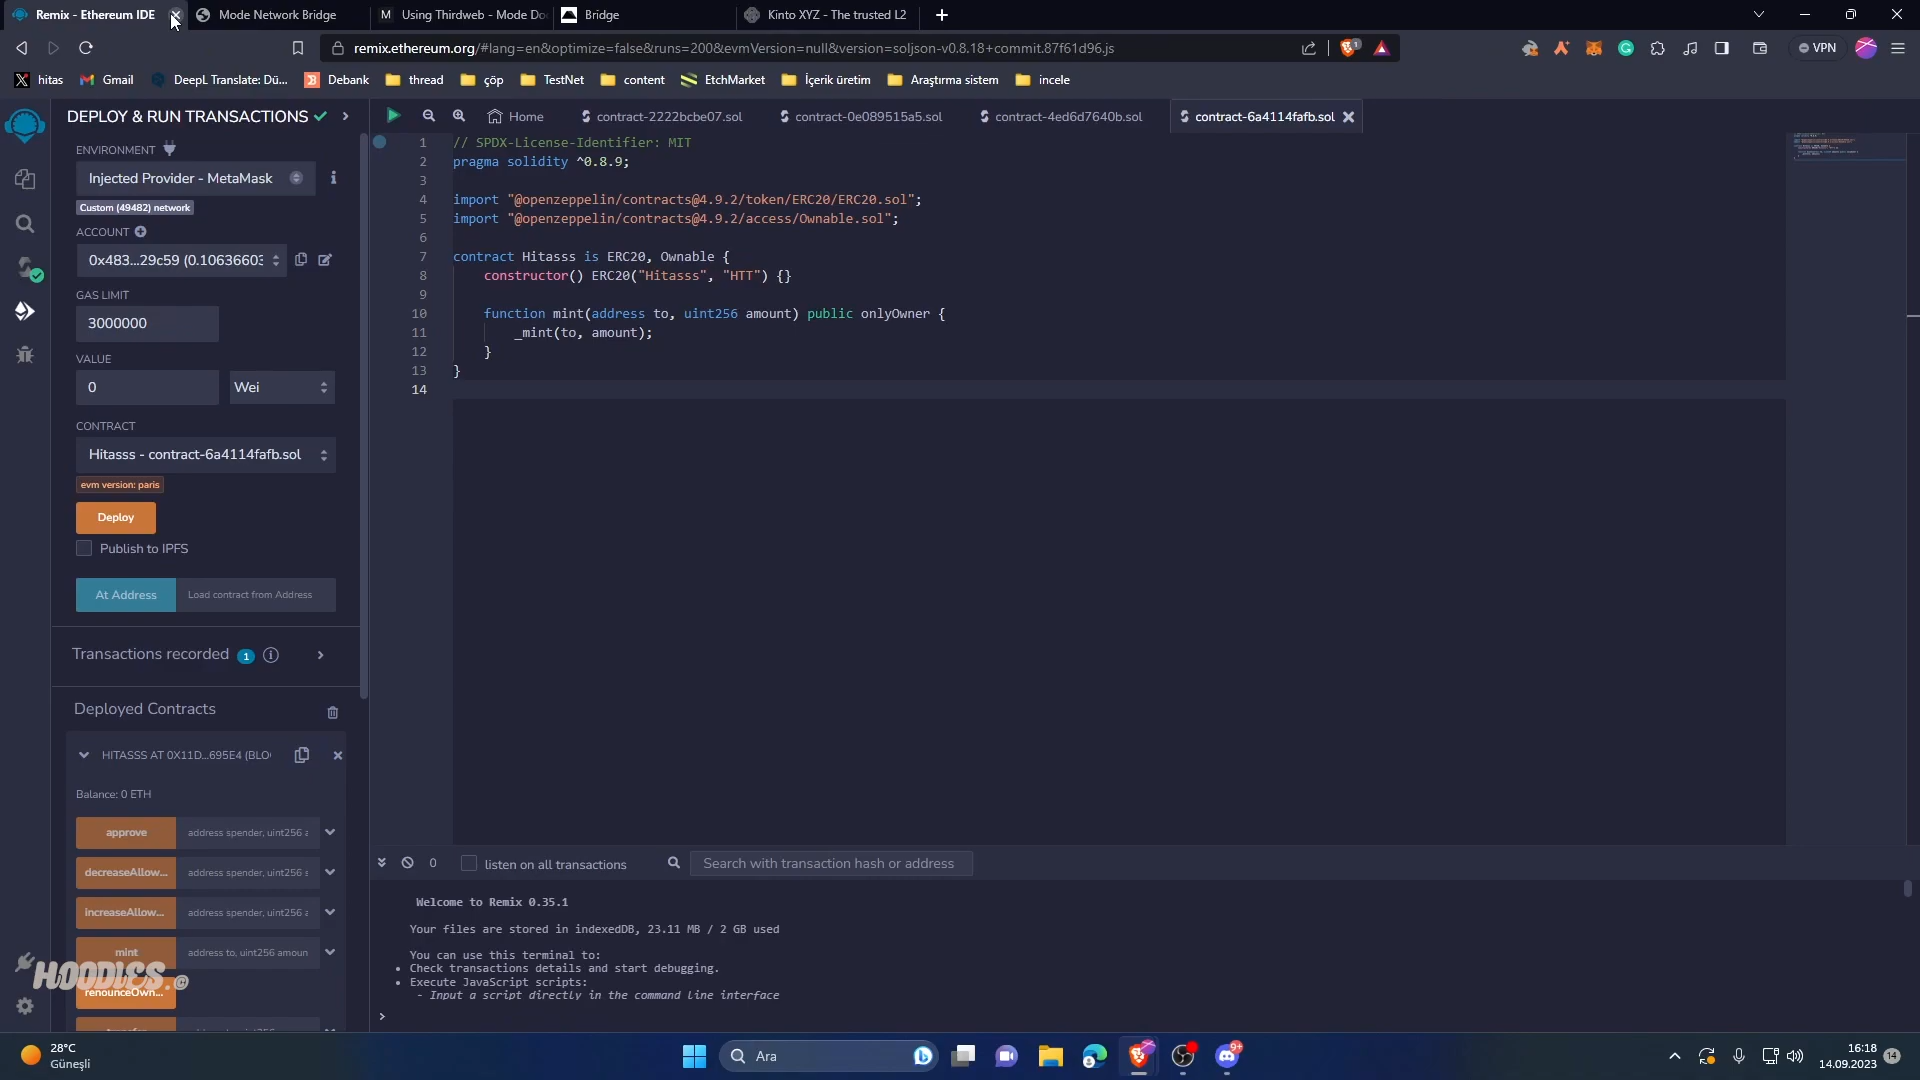 Remix - Ethereum IDE
Mode Network Bridge
M Using Thirdweb - Mode Do
Bridge
Kinto XYZ - The trusted L2
remix.ethereum.org/#lang=en&optimize=false&runs=200&evmVersion=null&version=soljson-v0.8.18+commit.87f61d96.js
1
VPN
hitas
Gmail
DeepL Translate: Dü...
Debank
thread
çöp
TestNet
content
EtchMarket
İçerik üretim
Araştırma sistem
incele
DEPLOY & RUN TRANSACTIONS
ENVIRONMENT
Injected Provider - MetaMask
Custom (49482) network
ACCOUNT
0x483...29c59 (0.10636603
GAS LIMIT
3000000
VALUE
0
Wei
CONTRACT
Hitasss - contract-6a4114fafb.sol
evm version: paris
Deploy
Publish to IPFS
At Address
Load contract from Address
Transactions recorded 1
Deployed Contracts
HITASSS AT 0X11D...695E4 (BLO
Balance: 0 ETH
approve
address spender, uint256 a
decreaseAllow...
address spender, uint256 s
increaseAllow...
address spender, uint256 a
mint
address to, uint256 amoun
HOODIES.@
renounceOwn...
Home
contract-2222bcbe07.sol
contract-0e089515a5.sol
contract-4ed6d7640b.sol
contract-6a4114fafb.sol
1 // SPDX-License-Identifier: MIT
2 pragma solidity ^0.8.9;
3
4 import "@openzeppelin/contracts@4.9.2/token/ERC20/ERC20.sol";
5 import "@openzeppelin/contracts@4.9.2/access/Ownable.sol";
6
7 contract Hitasss is ERC20, Ownable {
8 constructor() ERC20("Hitasss", "HTT") {}
9
10 function mint(address to, uint256 amount) public onlyOwner {
11 _mint(to, amount);
12 }
13 }
14
0
listen on all transactions
Search with transaction hash or address
Welcome to Remix 0.35.1
Your files are stored in indexedDB, 23.11 MB / 2 GB used
You can use this terminal to:
• Check transactions details and start debugging.
• Execute JavaScript scripts:
- Input a script directly in the command line interface
>
28°C
Güneşli
Ara
9+
16:18
14.09.2023
14